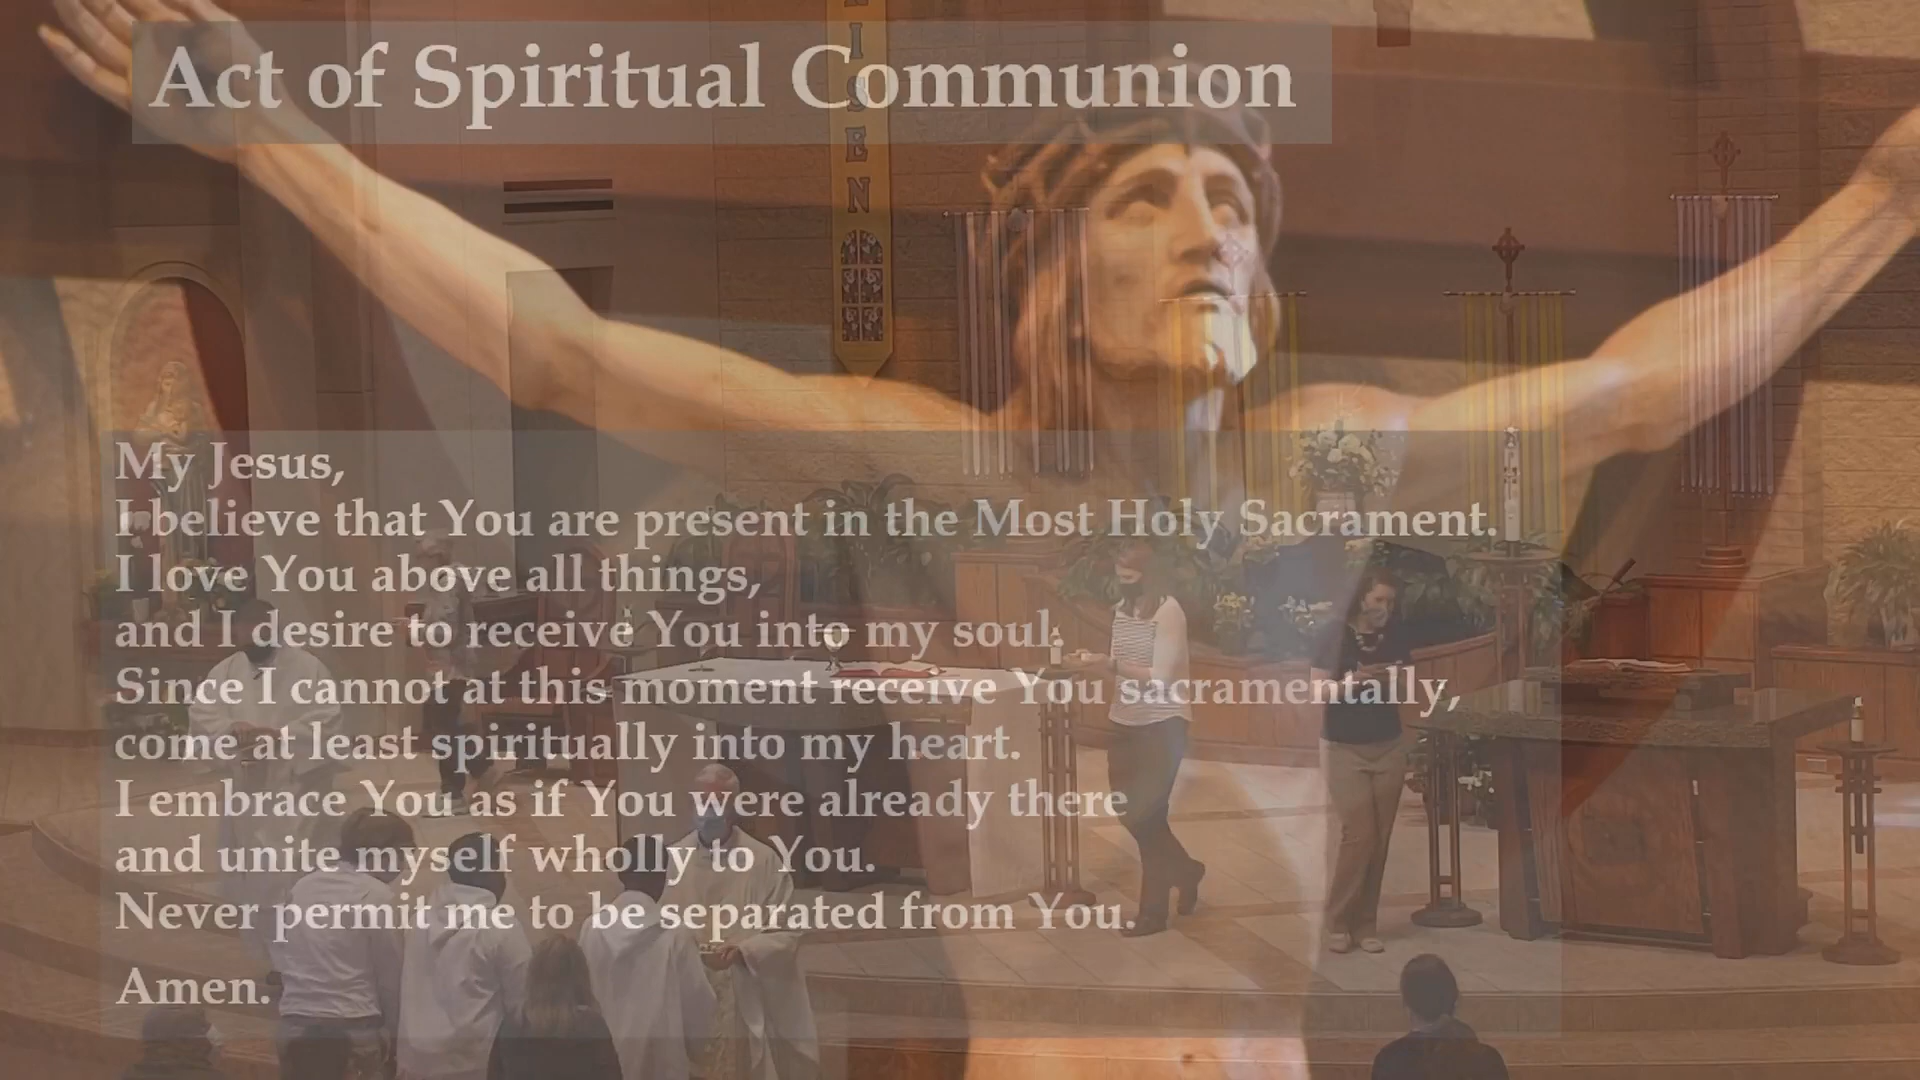 Act of Spiritual Communion
ISEN
My Jesus,
I believe that You are present in the Most Holy Sacrament.
I love You above all things,
and I desire to receive You into my soul.
Since I cannot at this moment receive You sacramentally,
come at least spiritually into my heart.
I embrace You as if You were already there
and unite myself wholly to You.
Never permit me to be separated from You.
Amen.